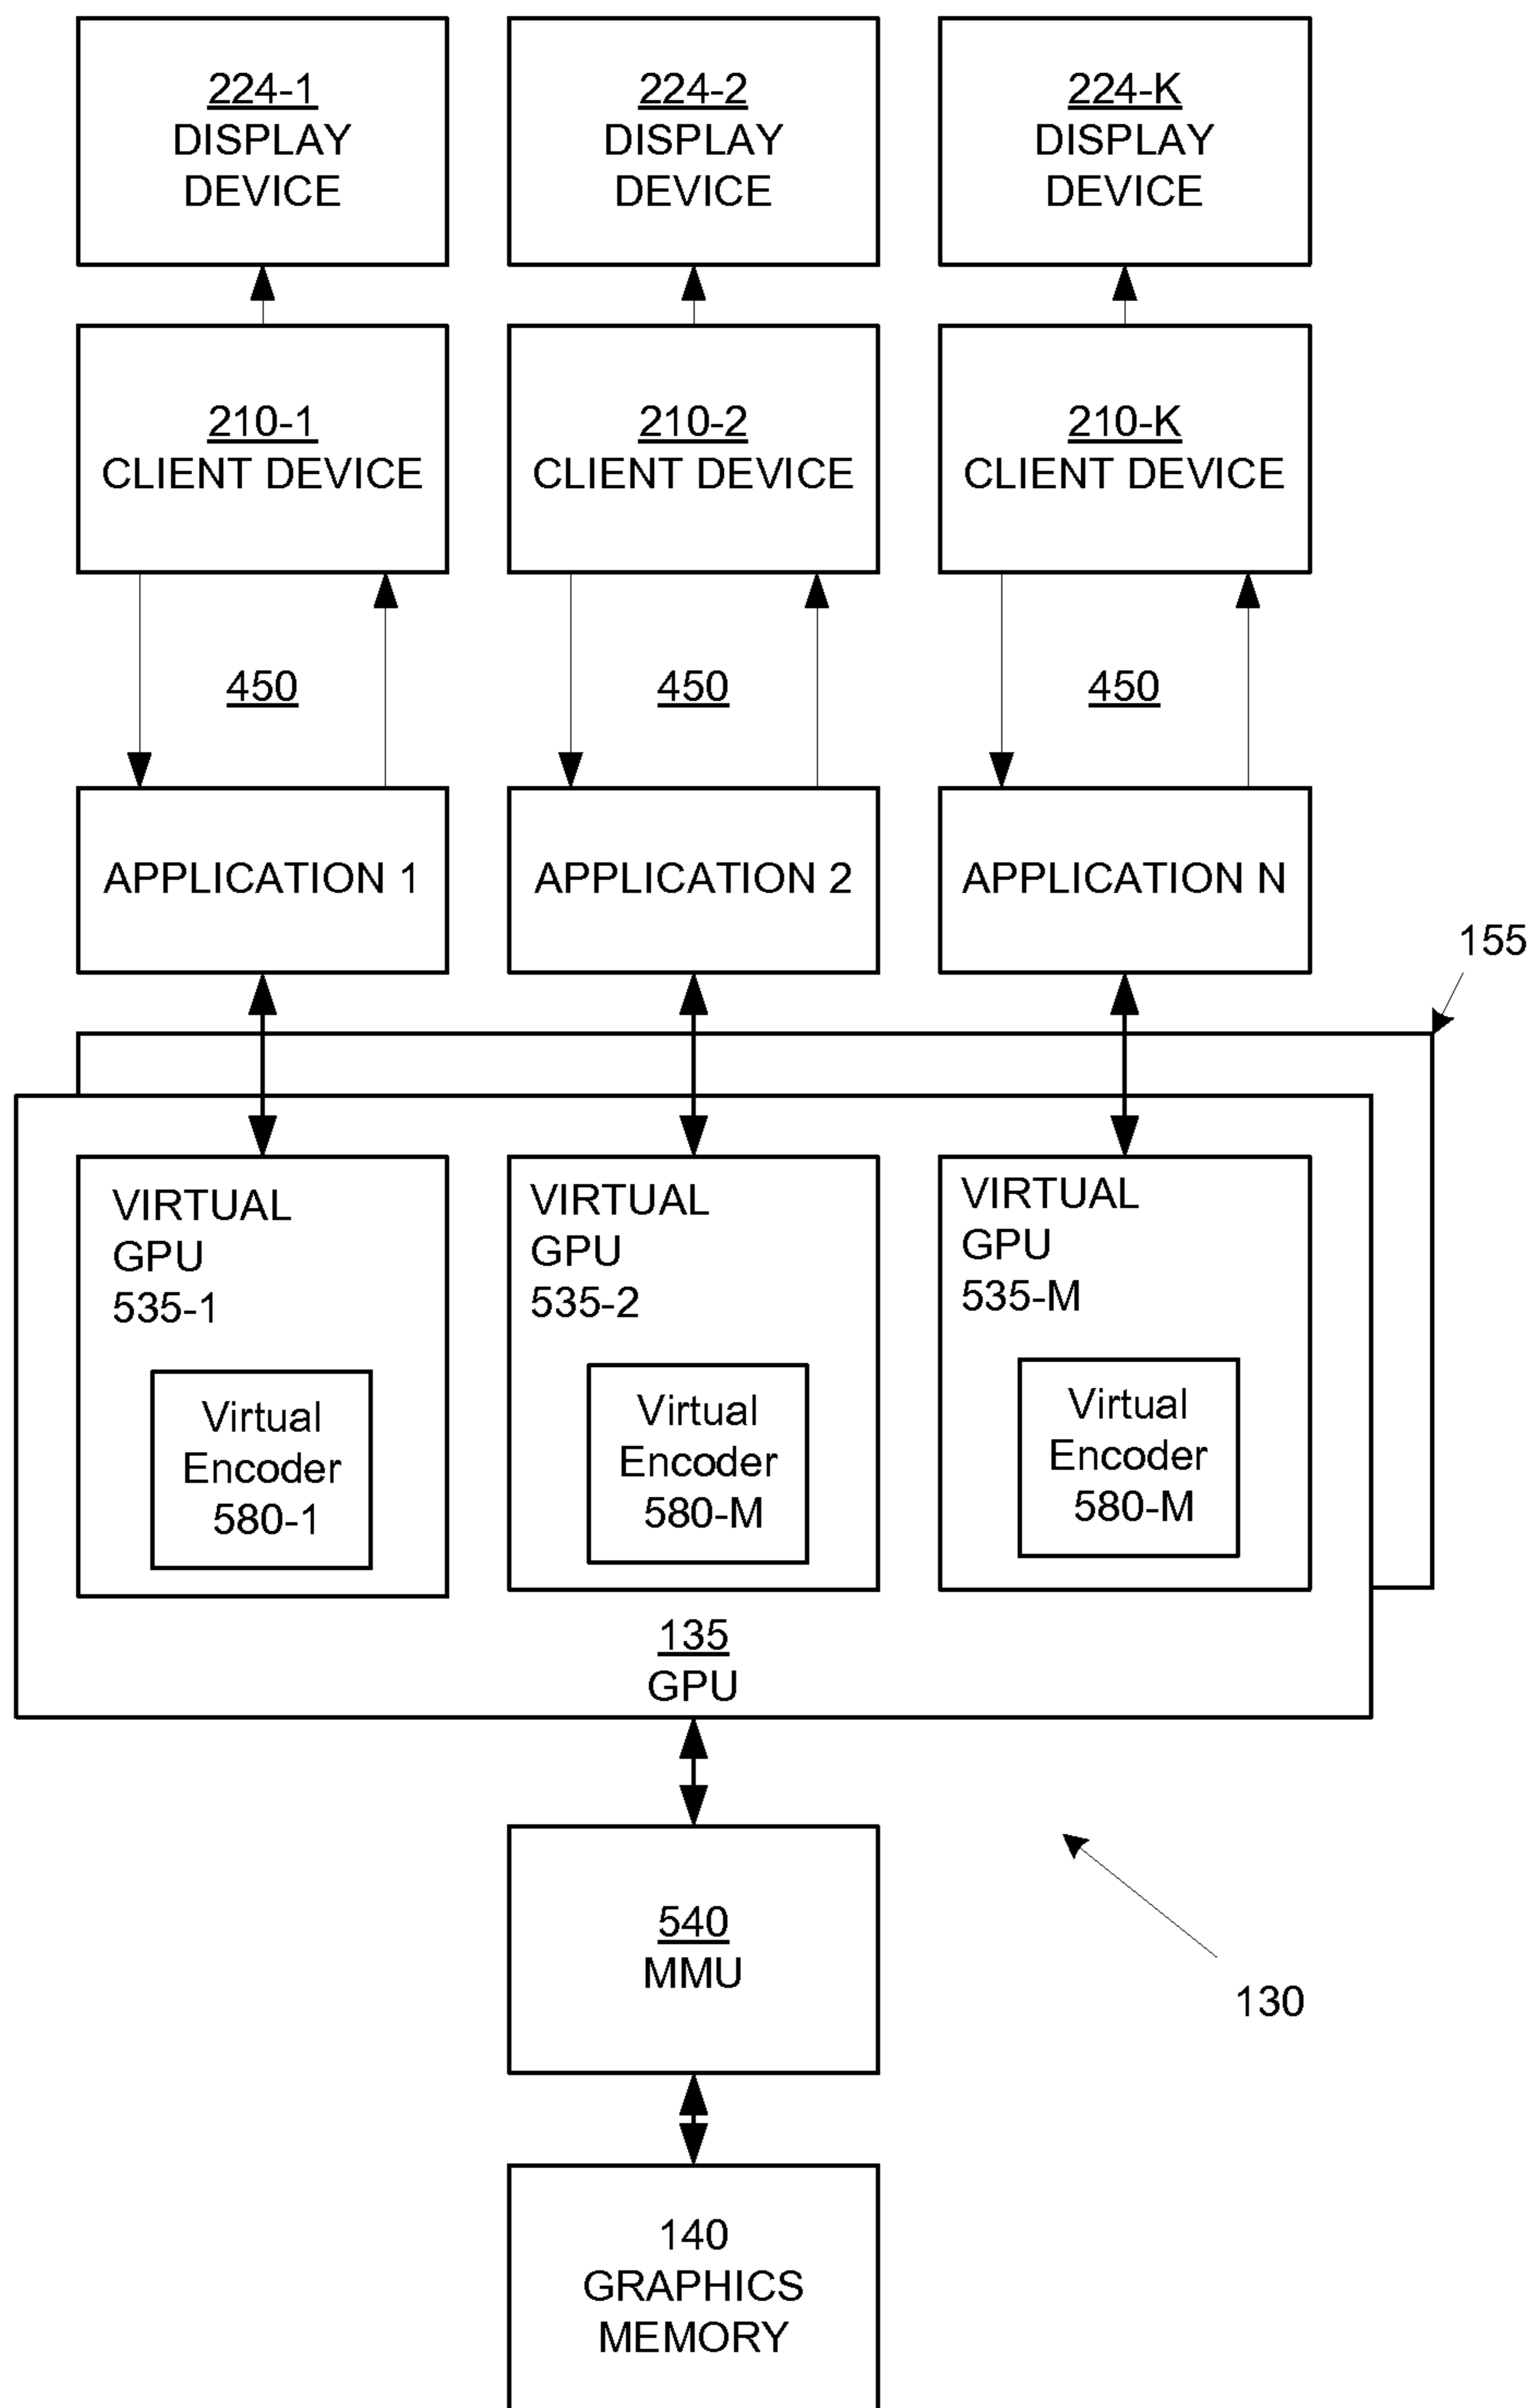 224-1
DISPLAY
DEVICE
224-2
DISPLAY
DEVICE
224-K
DISPLAY
DEVICE
210-1
CLIENT DEVICE
210-2
CLIENT DEVICE
210-K
CLIENT DEVICE
450
450
450
APPLICATION 1
APPLICATION 2
APPLICATION N
155
VIRTUAL
GPU
535-1
Virtual
Encoder
580-1
VIRTUAL
GPU
535-2
Virtual
Encoder
580-M
VIRTUAL
GPU
535-M
Virtual
Encoder
580-M
135
GPU
540
MMU
130
140
GRAPHICS
MEMORY